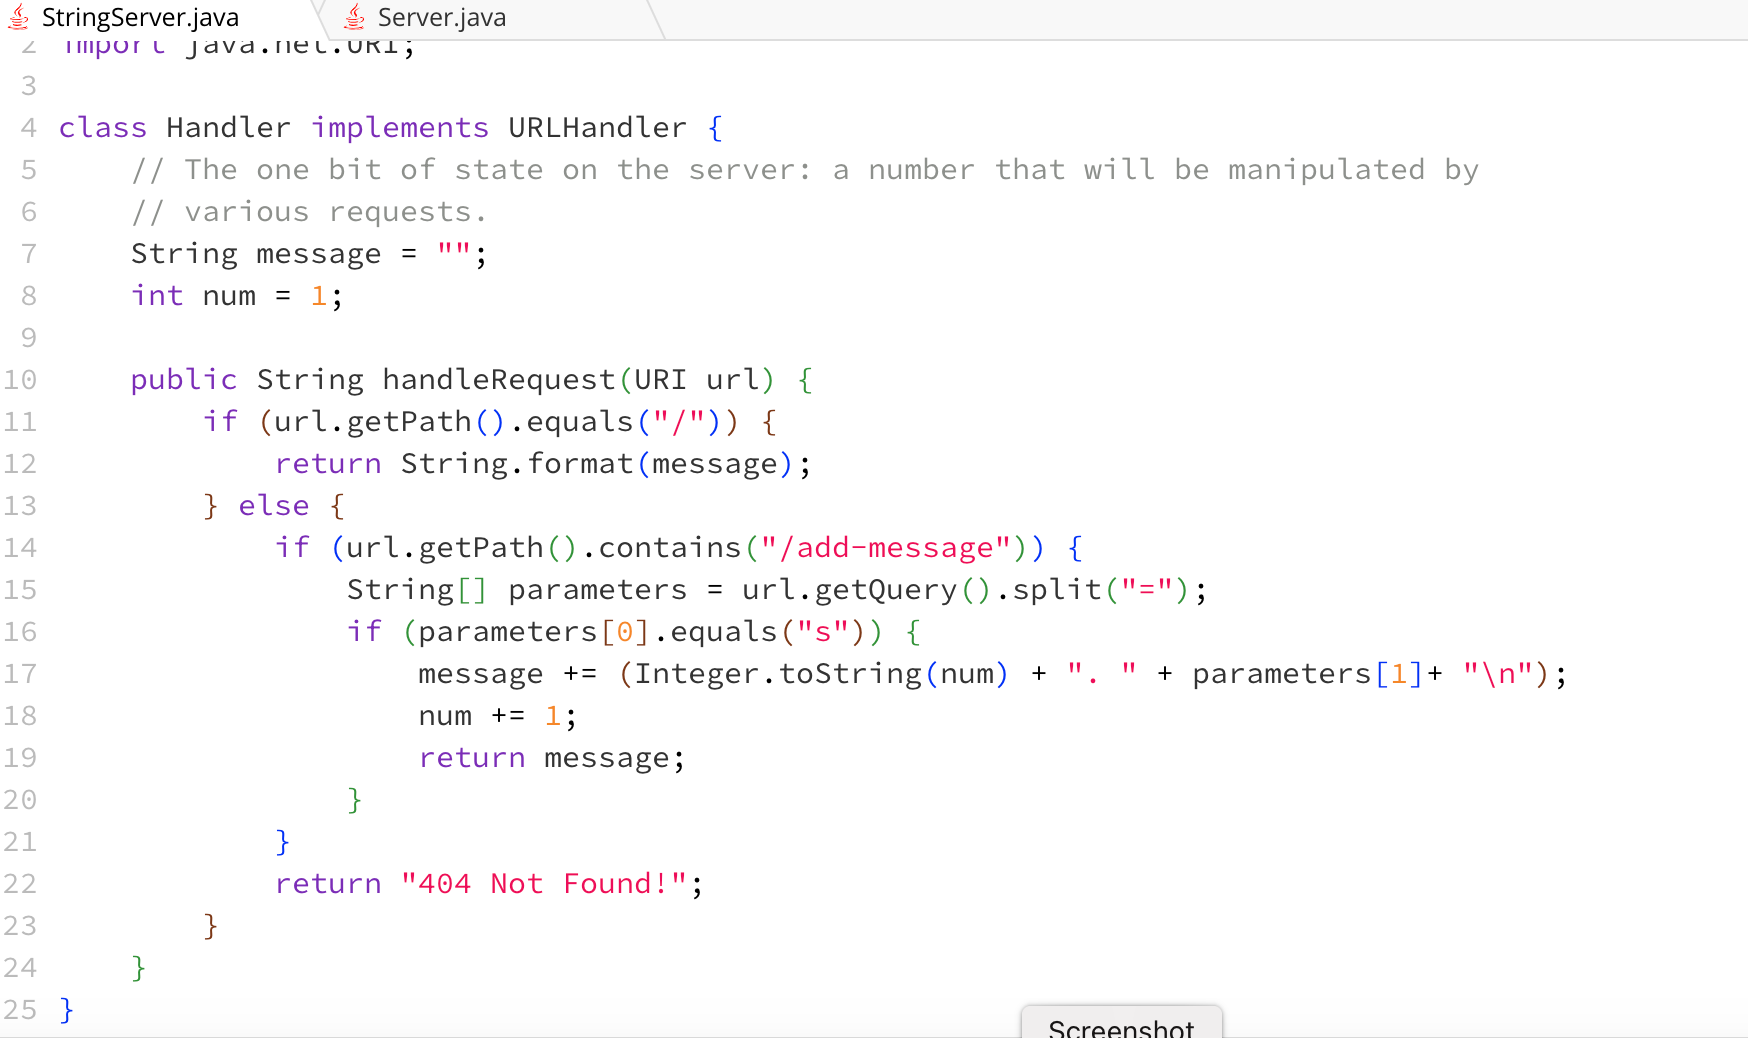 StringServer.java Server.java
2 import java.net.URI;
3
4 class Handler implements URLHandler {
5     // The one bit of state on the server: a number that will be manipulated by
6     // various requests.
7     String message = "";
8     int num = 1;
9
10     public String handleRequest(URI url) {
11         if (url.getPath().equals("/")) {
12             return String.format(message);
13         } else {
14             if (url.getPath().contains("/add-message")) {
15                 String[] parameters = url.getQuery().split("=");
16                 if (parameters[0].equals("s")) {
17                     message += (Integer.toString(num) + ". " + parameters[1]+ "\n");
18                     num += 1;
19                     return message;
20                 }
21             }
22             return "404 Not Found!";
23         }
24     }
25 }
Screenshot